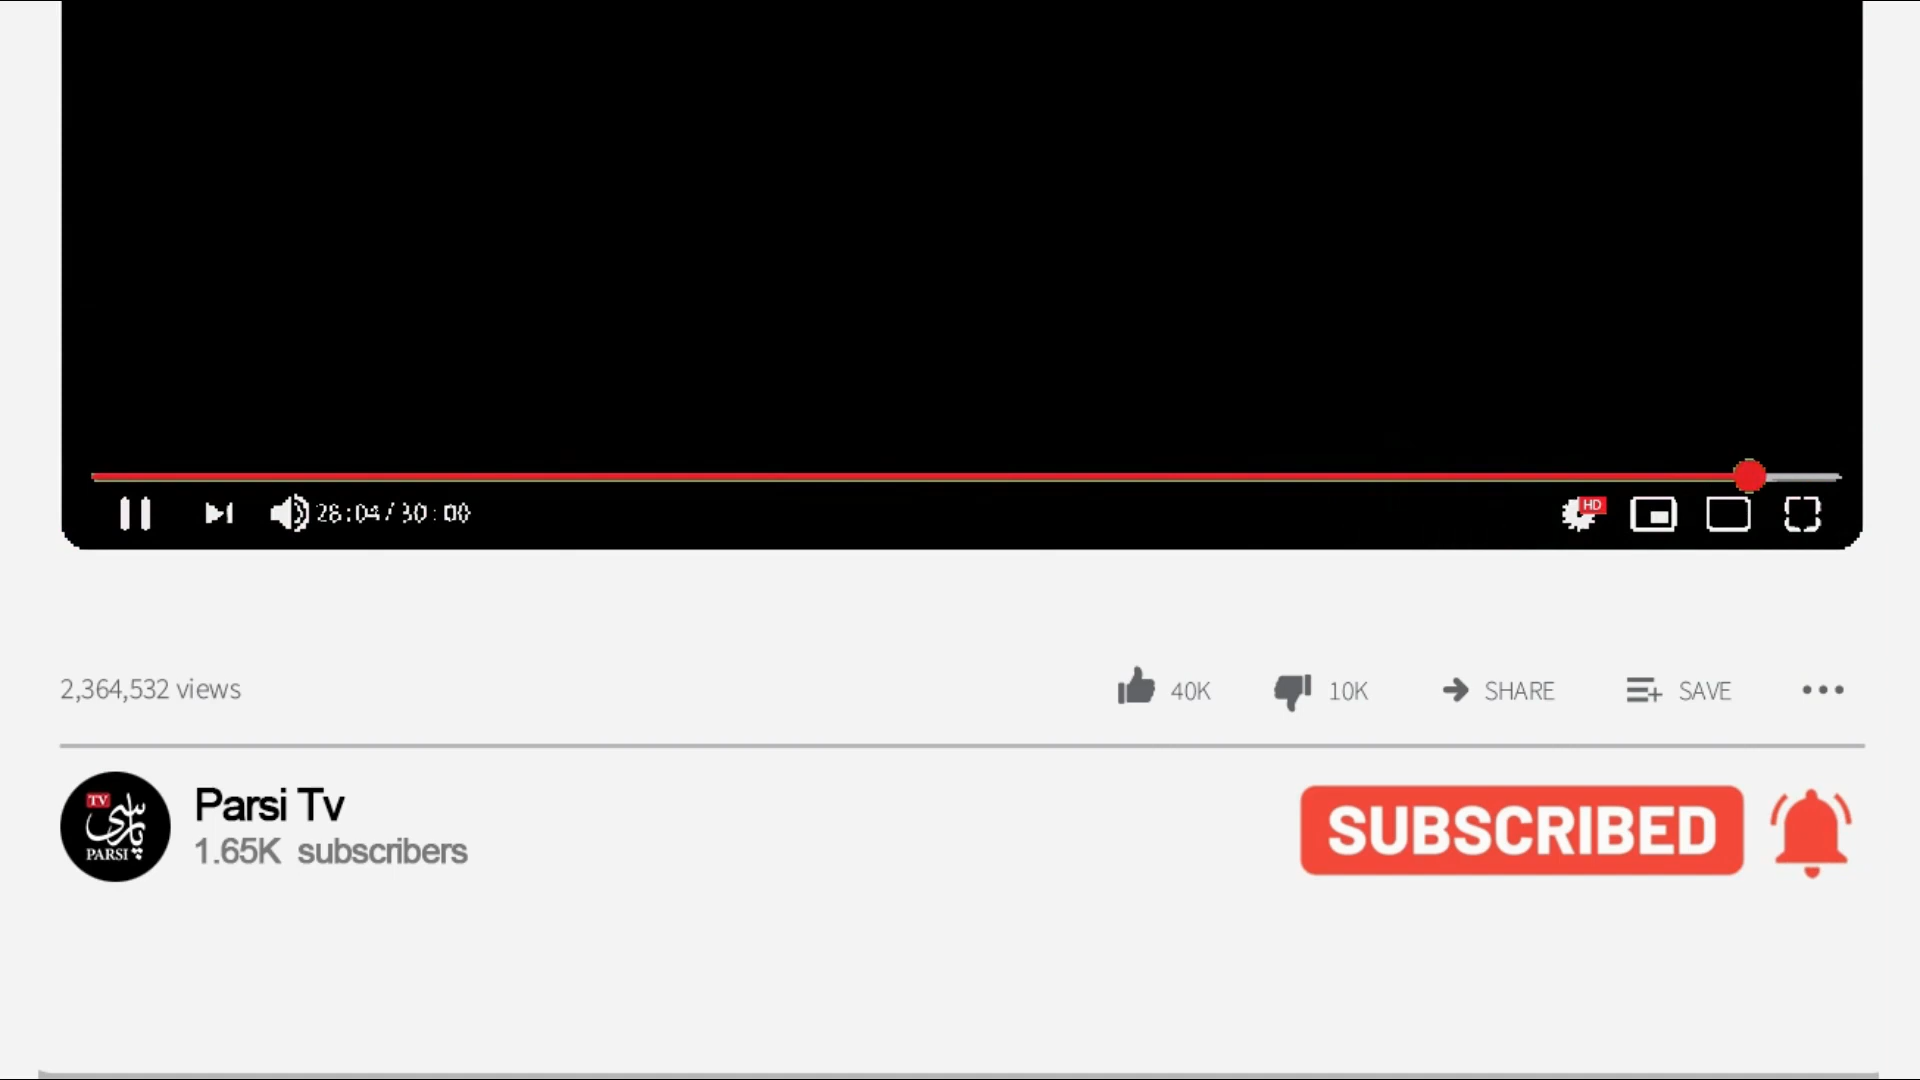 28:04 / 30:00
HD
2,364,532 views
40K
10K
SHARE
SAVE
TV
پارسی
PARSI
Parsi Tv
1.65K subscribers
SUBSCRIBED